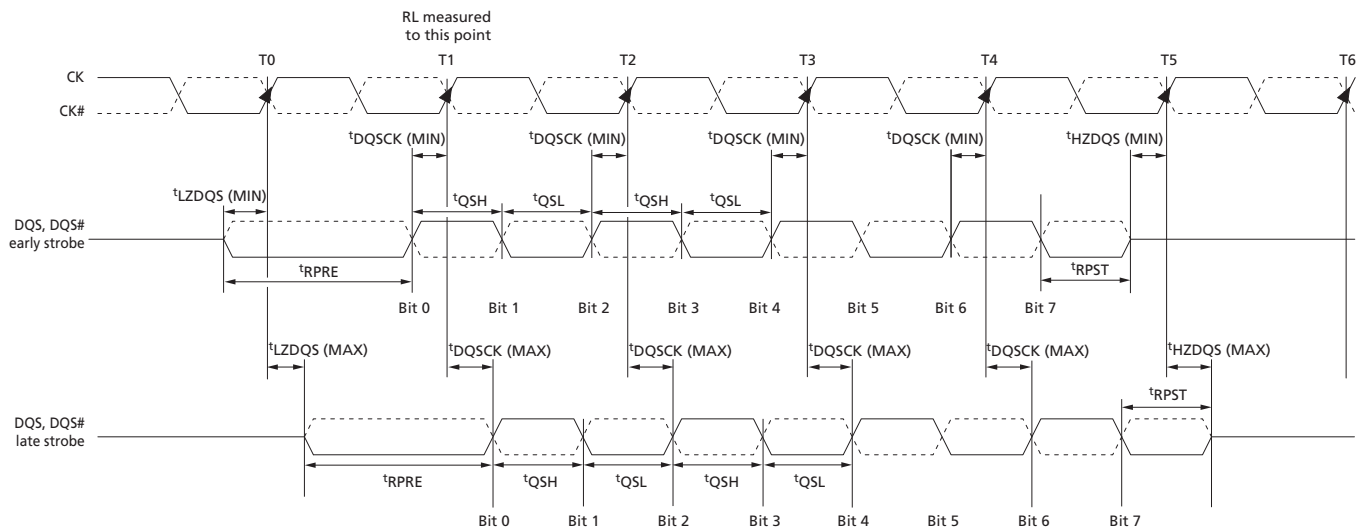 RL measured
to this point
T0 T1 T2 T3 T4 T5 T6
CK
CK#
tDQSCK (MIN) tDQSCK (MIN) tDQSCK (MIN) tDQSCK (MIN) tHZDQS (MIN)
tLZDQS (MIN)
tQSH tQSL tQSH tQSL
DQS, DQS#
early strobe
tRPRE tRPST
Bit 0 Bit 1 Bit 2 Bit 3 Bit 4 Bit 5 Bit 6 Bit 7
tLZDQS (MAX) tDQSCK (MAX) tDQSCK (MAX) tDQSCK (MAX) tDQSCK (MAX) tHZDQS (MAX)
tRPST
DQS, DQS#
late strobe
tRPRE tQSH tQSL tQSH tQSL
Bit 0 Bit 1 Bit 2 Bit 3 Bit 4 Bit 5 Bit 6 Bit 7